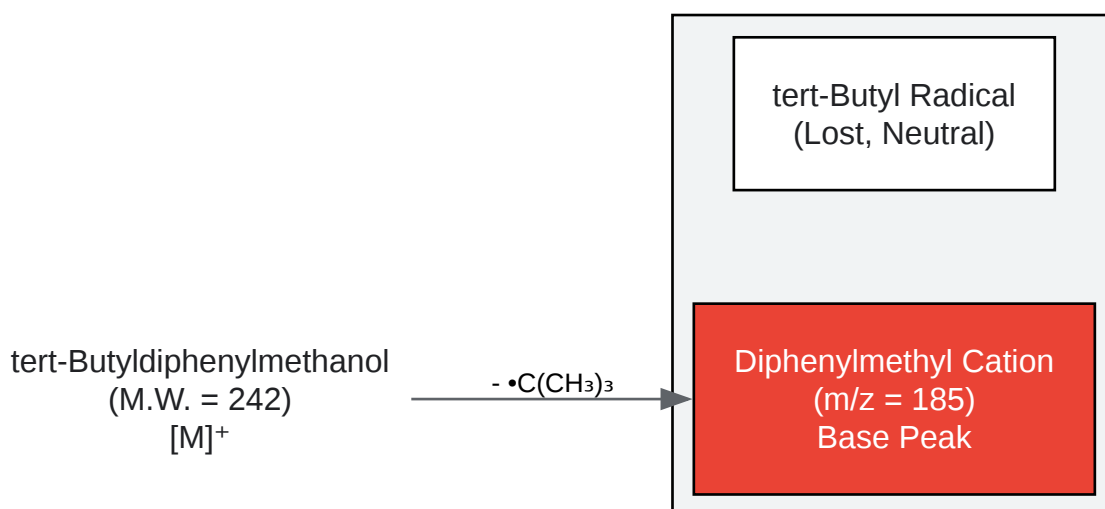 tert-Butyl Radical
(Lost, Neutral)
tert-Butyldiphenylmethanol
(M.W. = 242)
[M]⁺
- •C(CH₃)₃
Diphenylmethyl Cation
(m/z = 185)
Base Peak